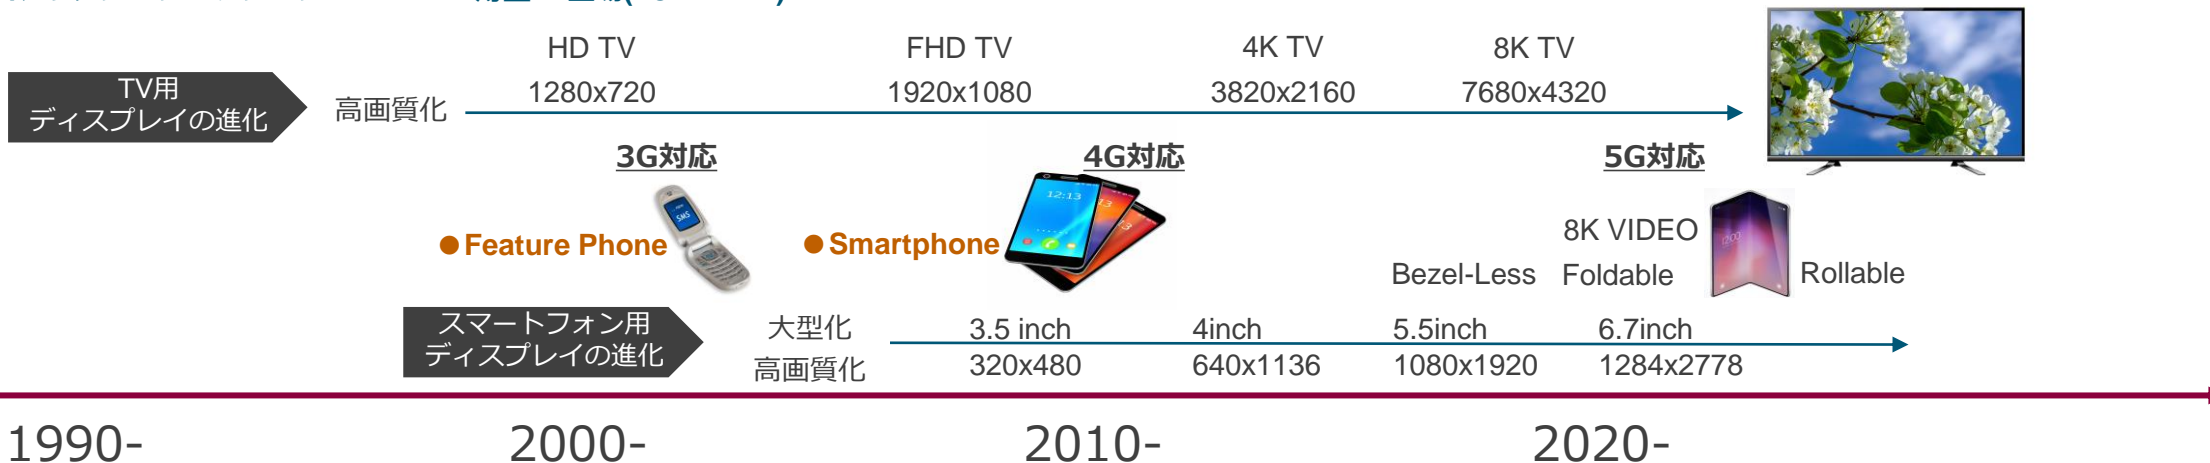 HD TV
FHD TV
4K TV
8K TV
TV用
ディスプレイの進化
高画質化
1280x720
1920x1080
3820x2160
7680x4320
3G対応
4G対応
5G対応
●Feature Phone
SMS
●Smartphone
12:13
8K VIDEO
Bezel-Less
Foldable
Rollable
スマートフォン用
ディスプレイの進化
大型化
3.5 inch
4inch
5.5inch
6.7inch
高画質化
320x480
640x1136
1080x1920
1284x2778
1990-
2000-
2010-
2020-